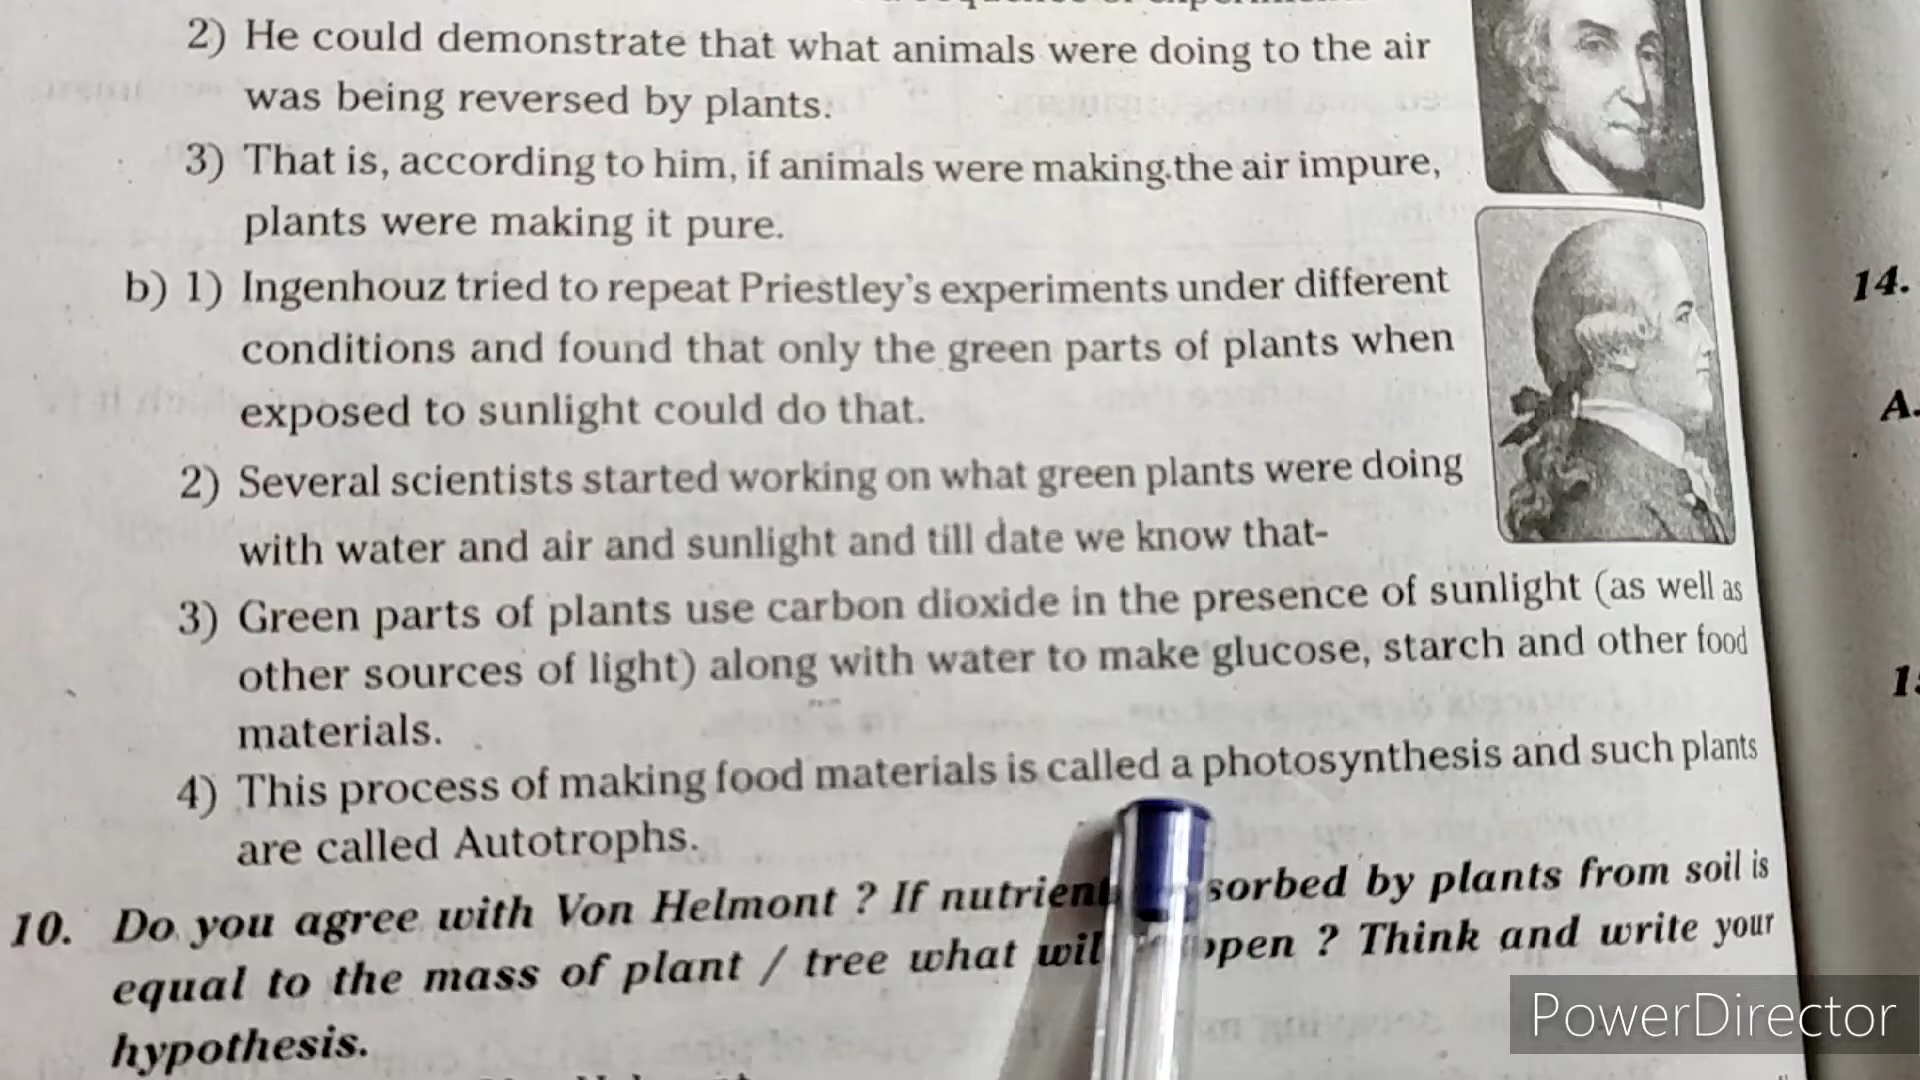 2) He could demonstrate that what animals were doing to the air
was being reversed by plants.
3) That is, according to him, if animals were making the air impure,
plants were making it pure.
b) 1) Ingenhouz tried to repeat Priestley's experiments under different
conditions and found that only the green parts of plants when
exposed to sunlight could do that.
2) Several scientists started working on what green plants were doing
with water and air and sunlight and till date we know that-
3) Green parts of plants use carbon dioxide in the presence of sunlight (as well as
other sources of light) along with water to make glucose, starch and other food
materials.
4) This process of making food materials is called a photosynthesis and such plants
are called Autotrophs.
10. Do you agree with Von Helmont ? If by plants from soil is
equal to the mass of plant / tree what ? Think and write your
hypothesis.
14.
A.
PowerDirector